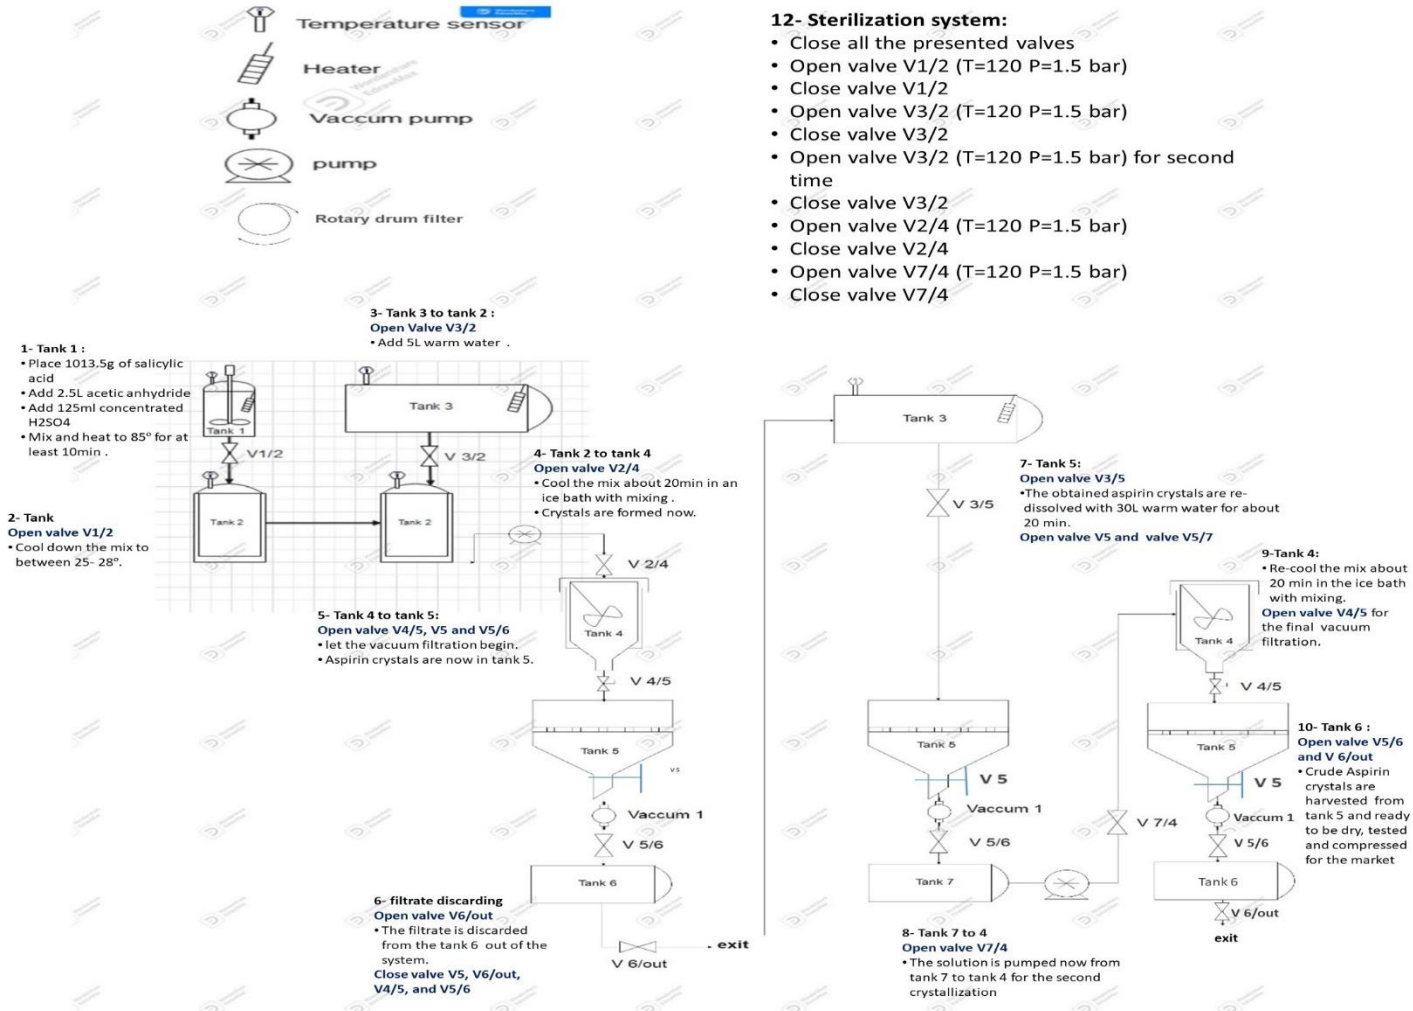 Temperature sensor
Heater
Vaccum pump
pump
Rotary drum filter
Wondershare
EdrawMax
12- Sterilization system:
• Close all the presented valves
• Open valve V1/2 (T=120 P=1.5 bar)
• Close valve V1/2
• Open valve V3/2 (T=120 P=1.5 bar)
• Close valve V3/2
• Open valve V3/2 (T=120 P=1.5 bar) for second
time
• Close valve V3/2
• Open valve V2/4 (T=120 P=1.5 bar)
• Close valve V2/4
• Open valve V7/4 (T=120 P=1.5 bar)
• Close valve V7/4
3- Tank 3 to tank 2 :
Open Valve V3/2
• Add 5L warm water .
1- Tank 1 :
• Place 1013.5g of salicylic
acid
• Add 2.5L acetic anhydride
• Add 125ml concentrated
H2SO4
• Mix and heat to 85° for at
least 10min .
Tank 1
V1/2
Tank 3
V 3/2
Tank 2
Tank 2
2- Tank
Open valve V1/2
• Cool down the mix to
between 25- 28°.
4- Tank 2 to tank 4
Open valve V2/4
• Cool the mix about 20min in an
ice bath with mixing .
• Crystals are formed now.
V 2/4
Tank 4
V 4/5
Tank 5
V5
Vaccum 1
V 5/6
Tank 6
V 6/out
exit
5- Tank 4 to tank 5:
Open valve V4/5, V5 and V5/6
• let the vacuum filtration begin.
• Aspirin crystals are now in tank 5.
6- filtrate discarding
Open valve V6/out
• The filtrate is discarded
from the tank 6 out of the
system.
Close valve V5, V6/out,
V4/5, and V5/6
Tank 3
V 3/5
7- Tank 5:
Open valve V3/5
•The obtained aspirin crystals are re-
dissolved with 30L warm water for about
20 min.
Open valve V5 and valve V5/7
Tank 5
V 5
Vaccum 1
V 5/6
Tank 7
V 7/4
8- Tank 7 to 4
Open valve V7/4
• The solution is pumped now from
tank 7 to tank 4 for the second
crystallization
9-Tank 4:
• Re-cool the mix about
20 min in the ice bath
with mixing.
Open valve V4/5 for
the final vacuum
filtration.
Tank 4
V 4/5
Tank 5
V 5
Vaccum 1
V 5/6
Tank 6
V 6/out
exit
10- Tank 6 :
Open valve V5/6
and V 6/out
• Crude Aspirin
crystals are
harvested from
tank 5 and ready
to be dry, tested
and compressed
for the market